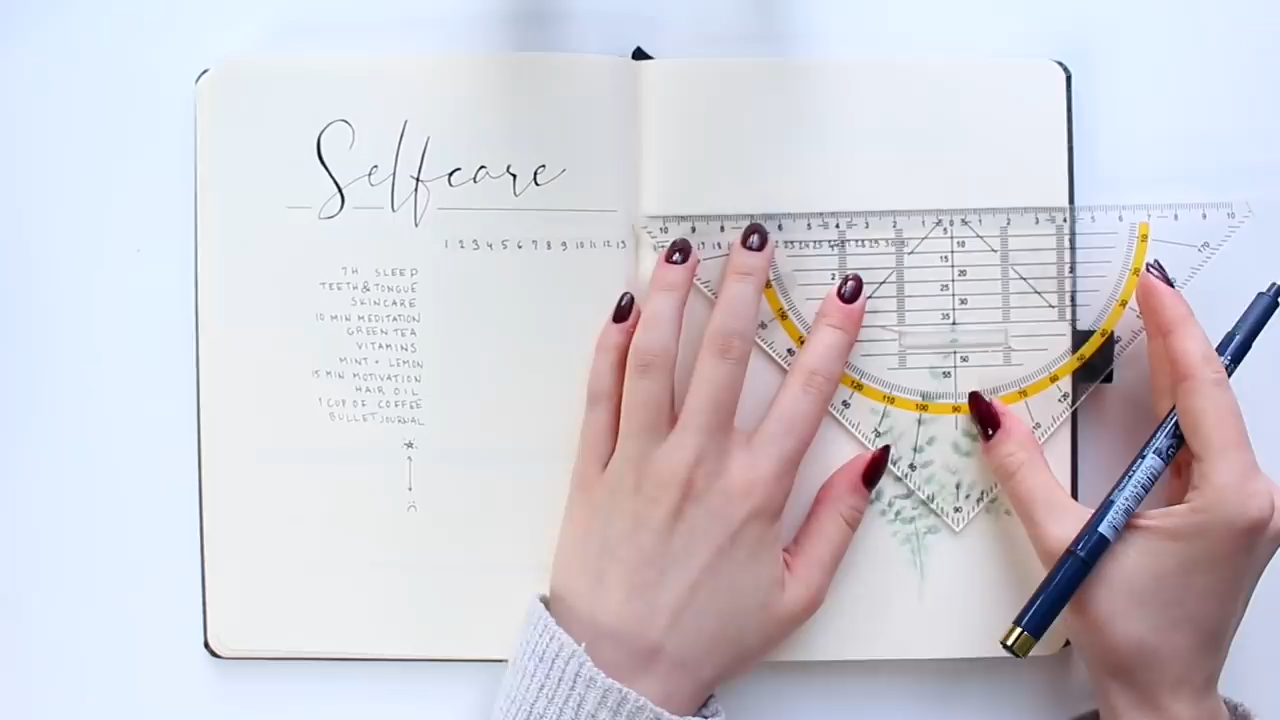 Selfcare
1 2 3 4 5 6 7 8 9 10 11 12 13
7H SLEEP
TEETH & TONGUE
SKINCARE
10 MIN MEDITATION
GREEN TEA
VITAMINS
MINT + LEMON
15 MIN MOTIVATION
HAIR OIL
1 CUP OF COFFEE
BULLETJOURNAL